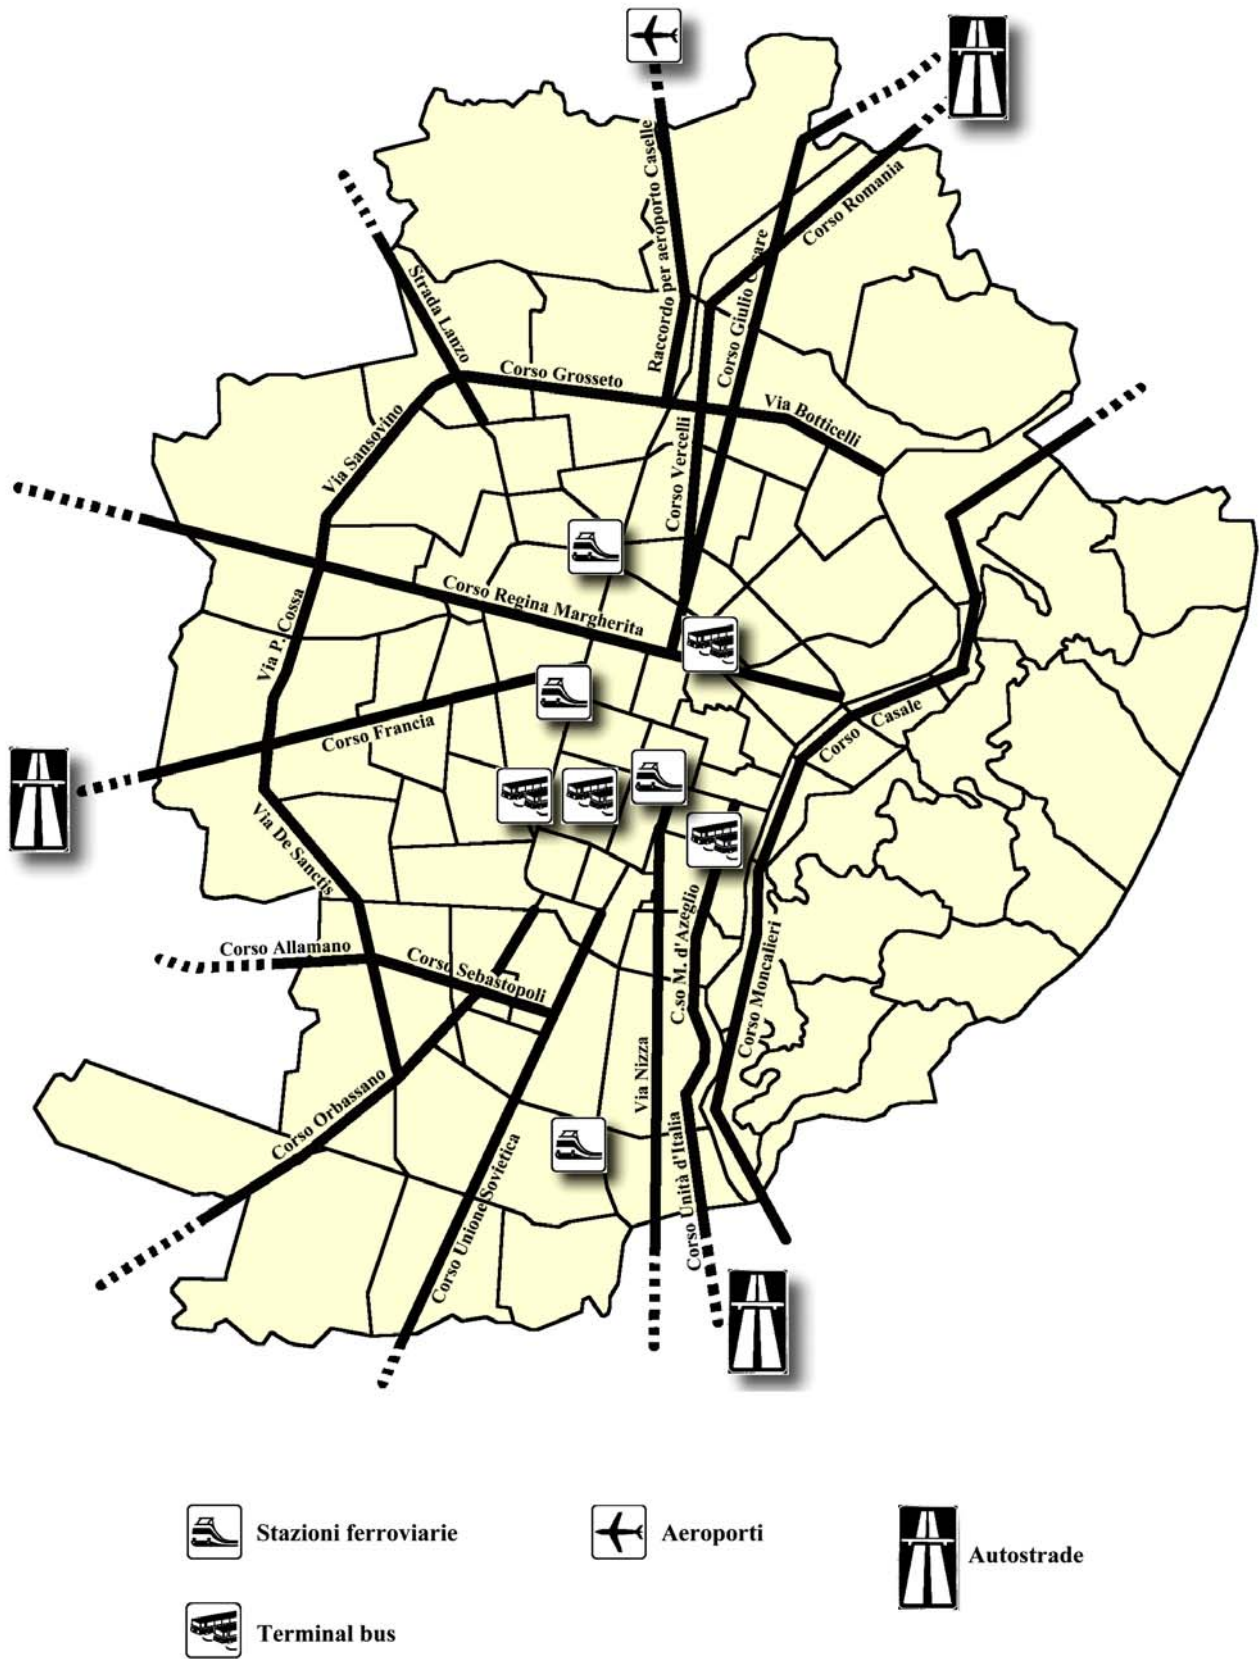 Raccordo per aeroporto Caselle
Corso Romania
Corso Giulio Cesare
Strada Lanzo
Corso Grosseto
Via Botticelli
Via Sansovino
Corso Vercelli
Corso Regina Margherita
Via P. Cossa
Corso Francia
Corso Casale
Via De Sanctis
Corso Allamano
Corso Sebastopoli
C.so M. d'Azeglio
Corso Moncalieri
Via Nizza
Corso Orbassano
Corso Unione Sovietica
Corso Unità d'Italia
Stazioni ferroviarie
Aeroporti
Autostrade
Terminal bus